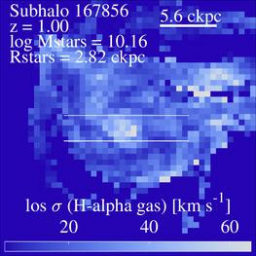 Subhalo 167856
5.6 ckpc
z = 1.00
log Mstars = 10.16
Rstars = 2.82 ckpc
los σ (H-alpha gas) [km s⁻¹]
20 40 60